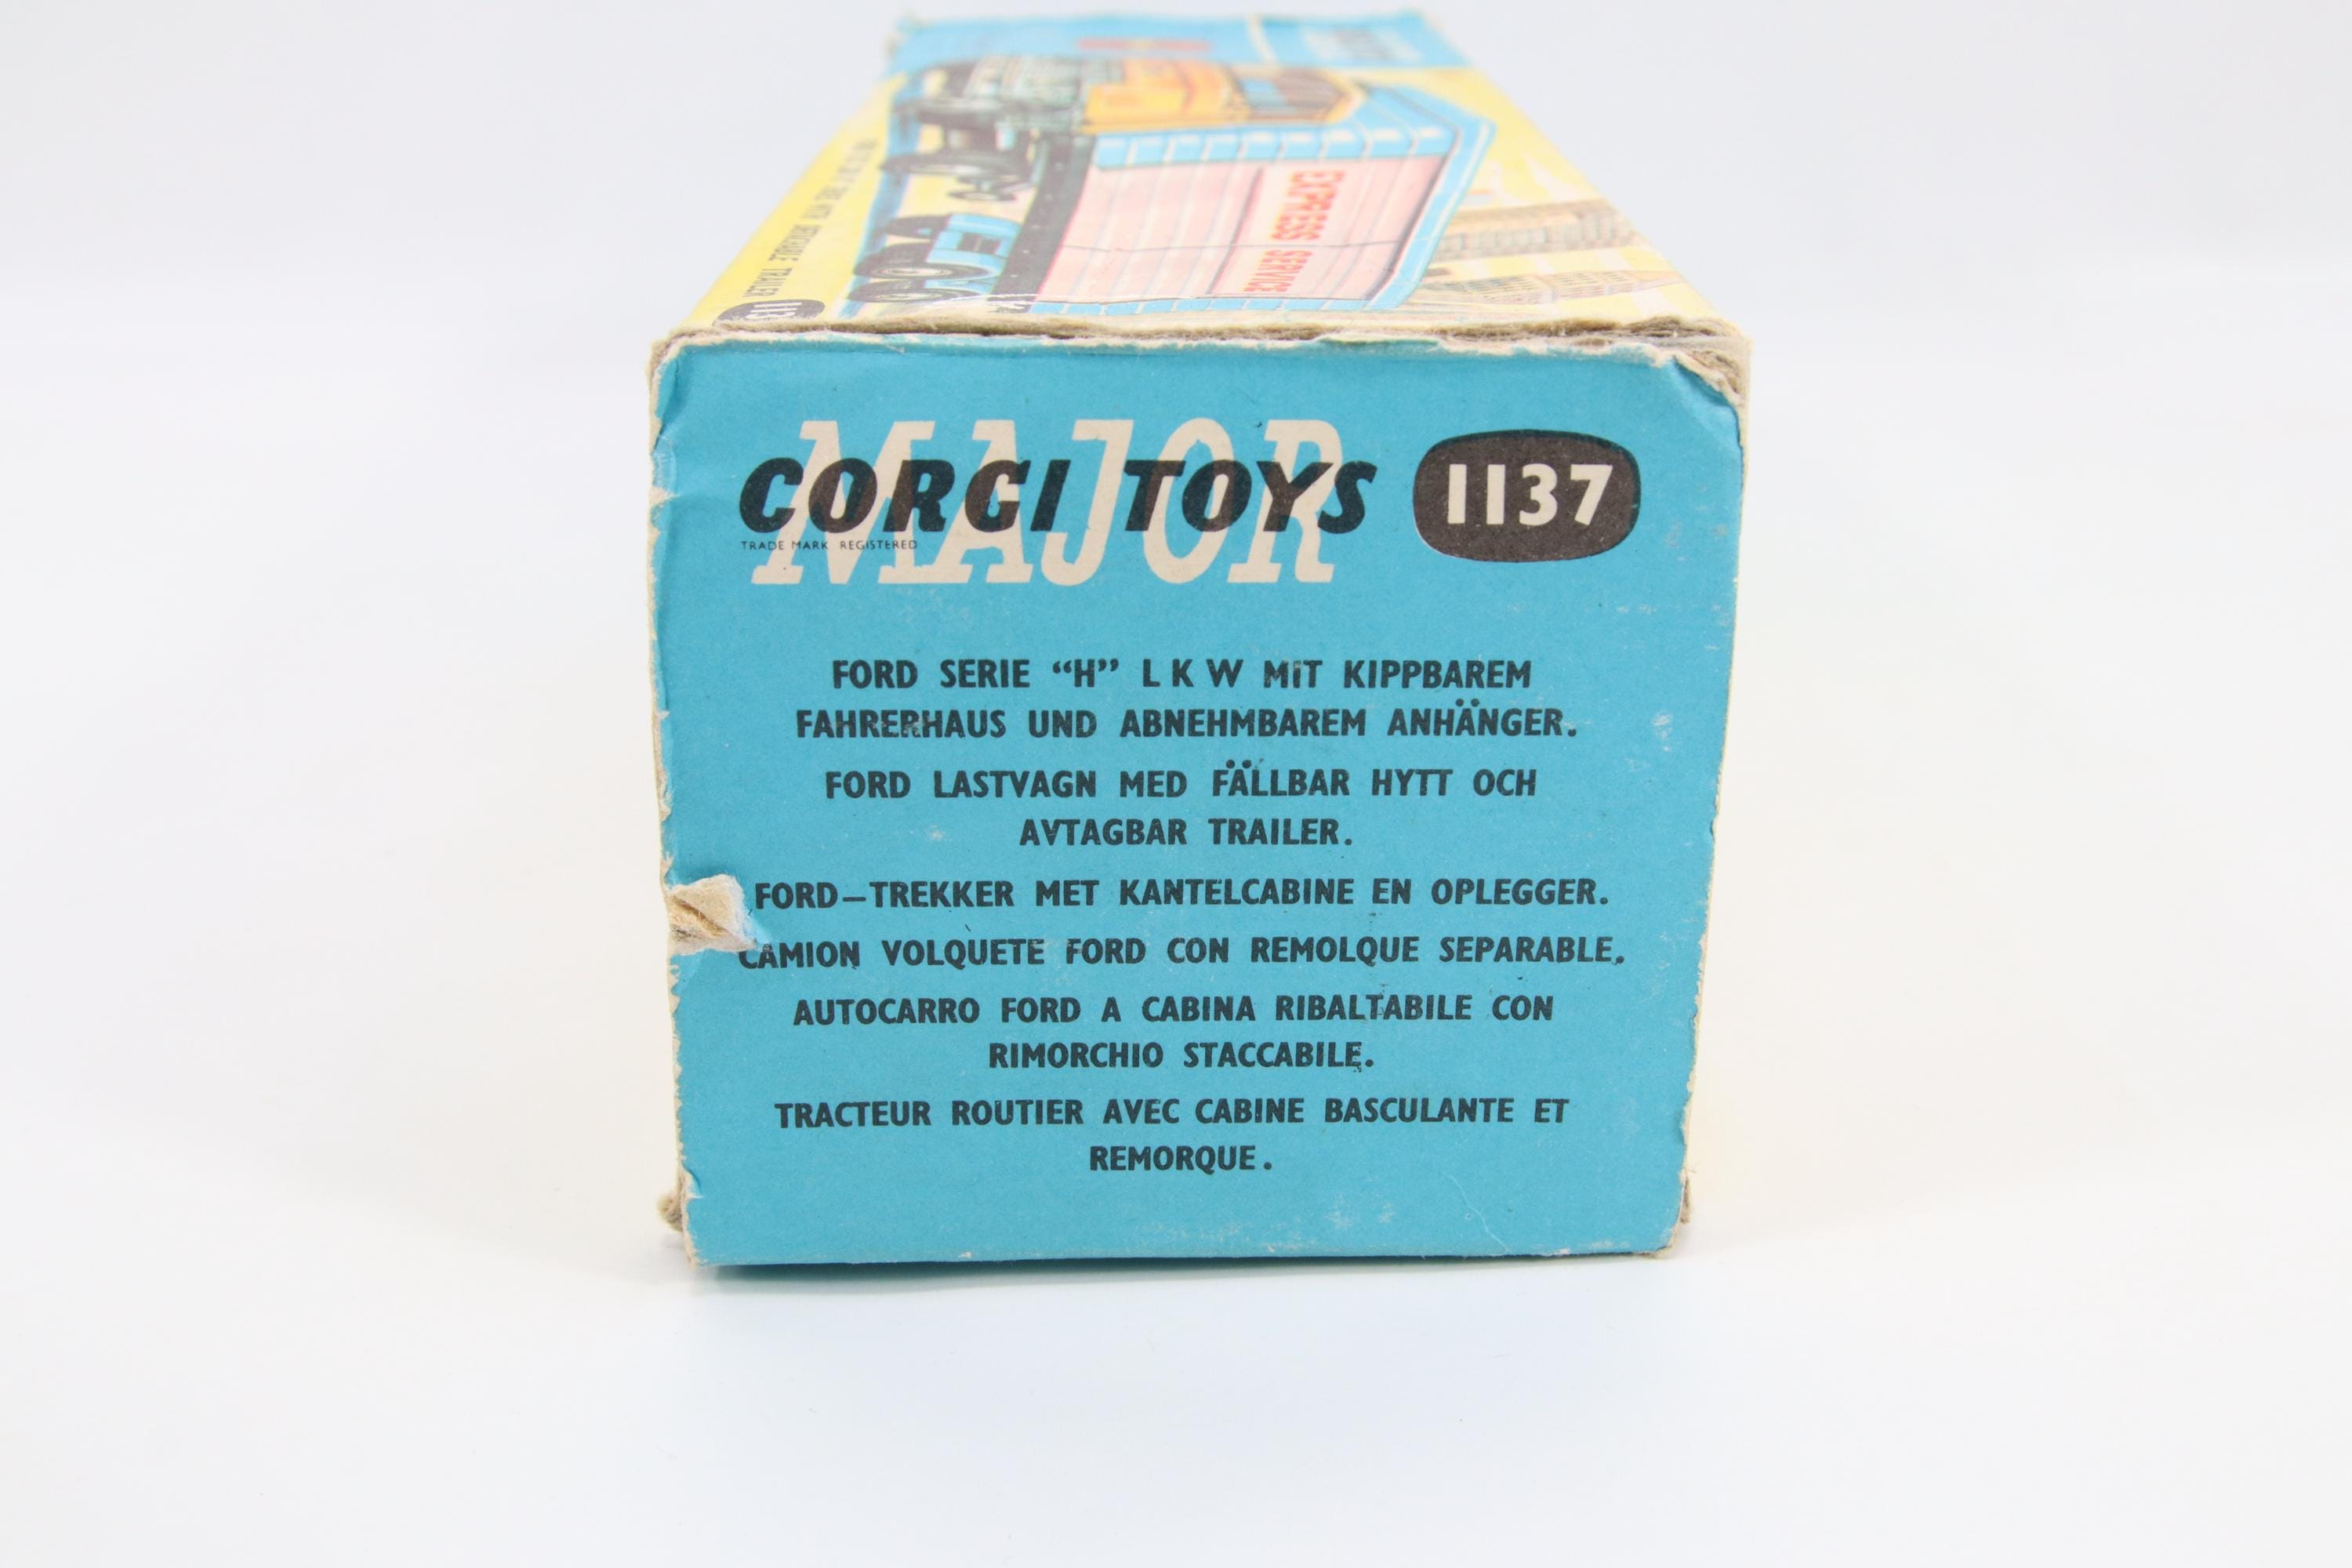 EXPRESS SERVICE
MAJOR
CORGI TOYS 1137
TRADE MARK REGISTERED
FORD SERIE “H” L K W MIT KIPPBAREM
FAHRERHAUS UND ABNEHMBAREM ANHÄNGER.
FORD LASTVAGN MED FÄLLBAR HYTT OCH
AVTAGBAR TRAILER.
FORD–TREKKER MET KANTELCABINE EN OPLEGGER.
CAMION VOLQUETE FORD CON REMOLQUE SEPARABLE.
AUTOCARRO FORD A CABINA RIBALTABILE CON
RIMORCHIO STACCABILE.
TRACTEUR ROUTIER AVEC CABINE BASCULANTE ET
REMORQUE.